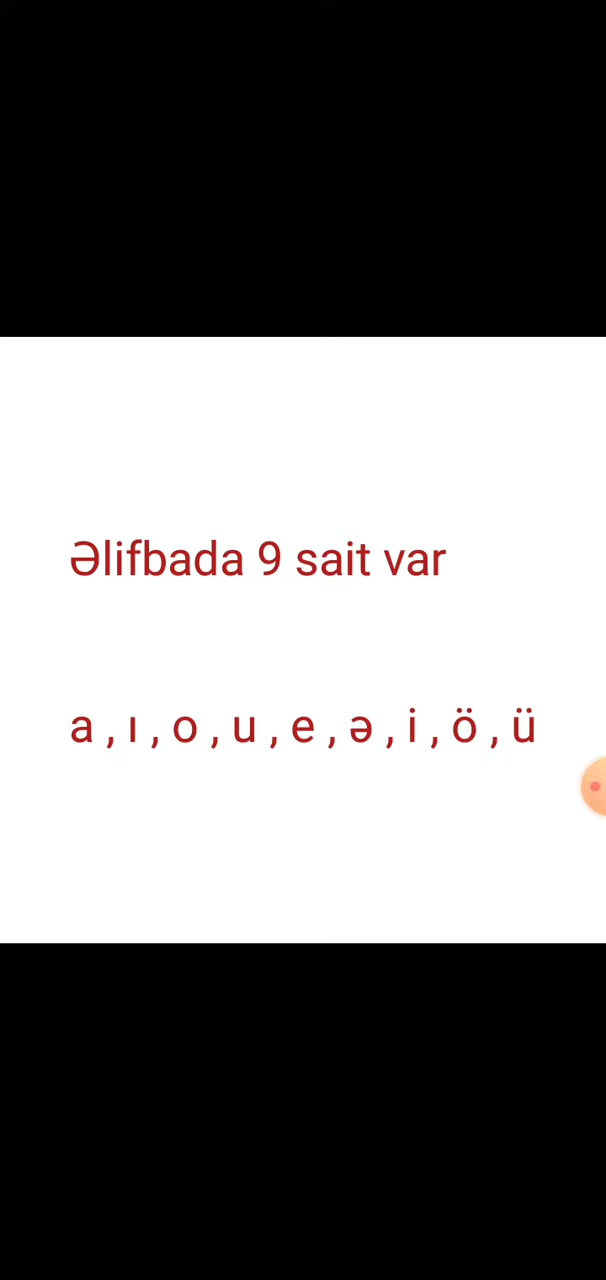 Əlifbada 9 sait var
a , ı , o , u , e , ə , i , ö , ü